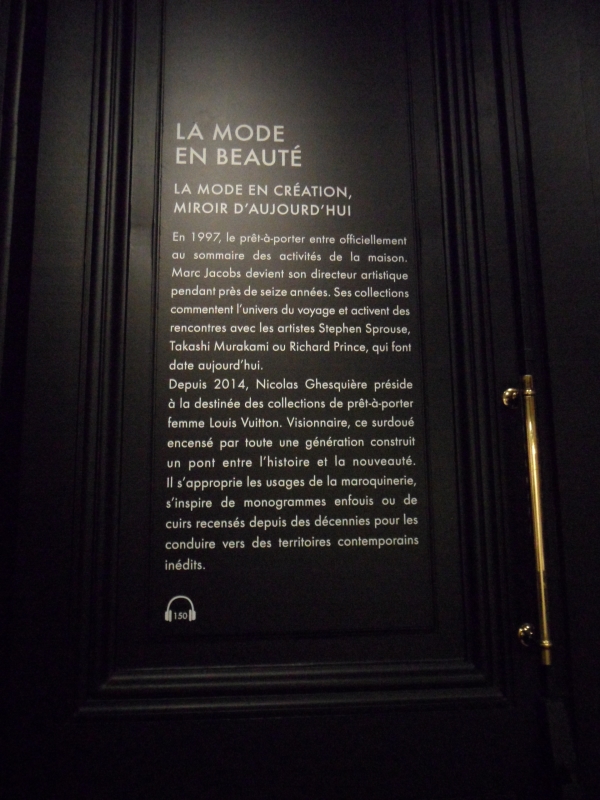 LA MODE
EN BEAUTÉ
LA MODE EN CRÉATION,
MIROIR D'AUJOURD'HUI
En 1997, le prêt-à-porter entre officiellement
au sommaire des activités de la maison.
Marc Jacobs devient son directeur artistique
pendant près de seize années. Ses collections
commentent l'univers du voyage et activent des
rencontres avec les artistes Stephen Sprouse,
Takashi Murakami ou Richard Prince, qui font
date aujourd'hui.
Depuis 2014, Nicolas Ghesquière préside
à la destinée des collections de prêt-à-porter
femme Louis Vuitton. Visionnaire, ce surdoué
encensé par toute une génération construit
un pont entre l'histoire et la nouveauté.
Il s'approprie les usages de la maroquinerie,
s'inspire de monogrammes enfouis ou de
cuirs recensés depuis des décennies pour les
conduire vers des territoires contemporains
inédits.
150